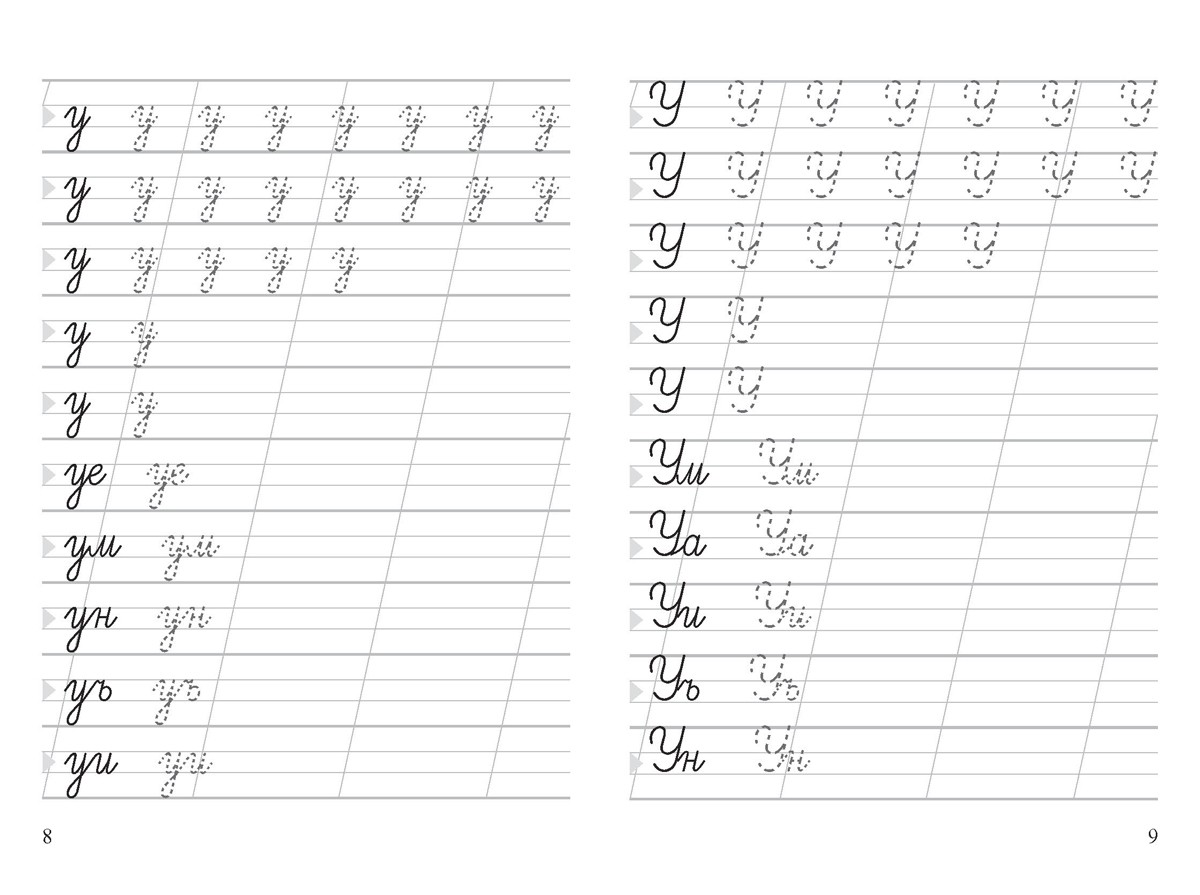 у у у у у у у у
у у у у у у у у
у у у у у
у у
у у
уе уе
ум ум
ун ун
уъ уъ
уи уи
8
У У У У У У У
У У У У У У У
У У У У У
У У
У У
Ум Ум
Уа Уа
Уи Уи
Уъ Уъ
Ун Ун
9